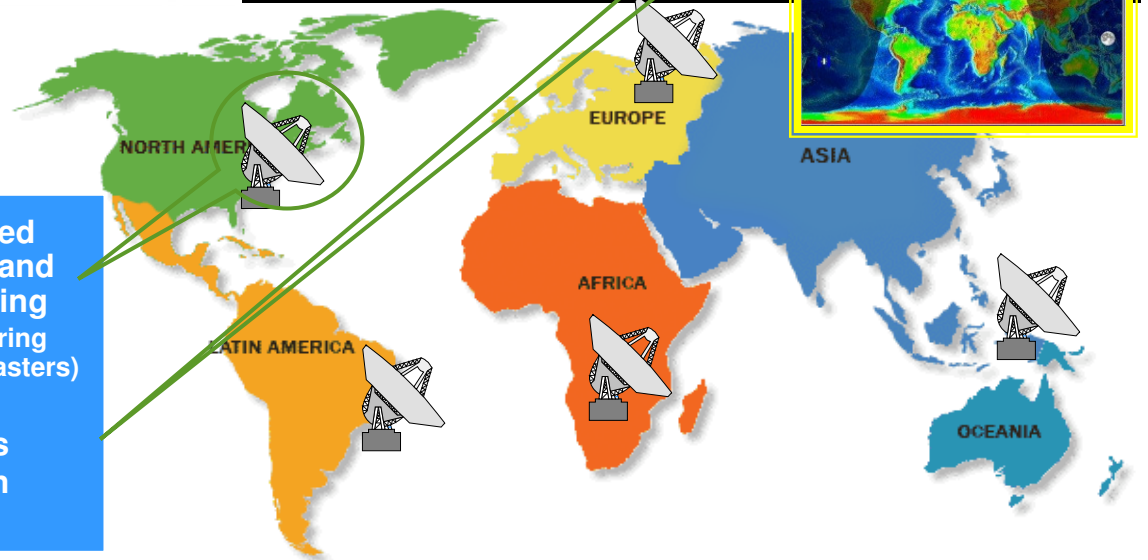 EUROPE
NORTH AMER
ASIA
ed
and
ing
ring
asters)
s
n
AFRICA
LATIN AMERICA
OCEANIA